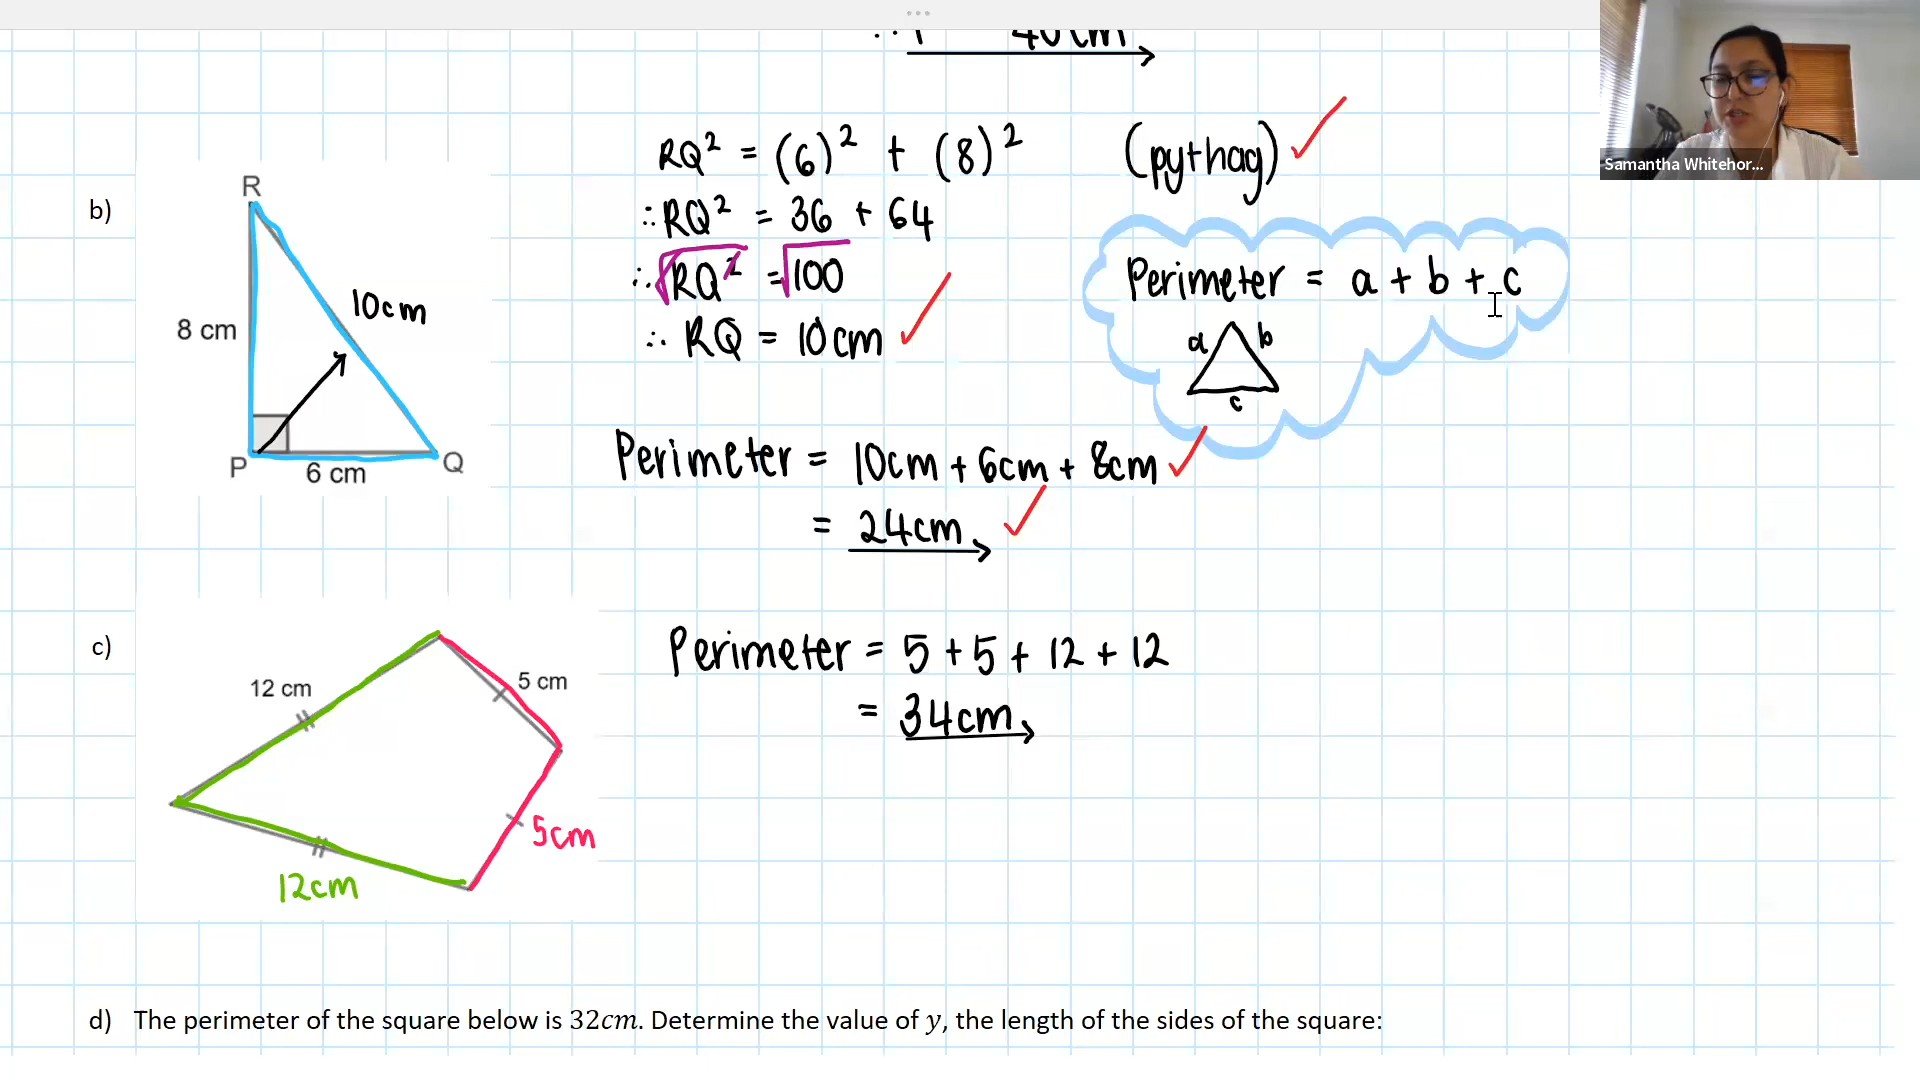 40cm
Samantha Whitehor...
b)
R
8 cm
10cm
P
6 cm
Q
RQ² = (6)² + (8)² (pythag)
∴ RQ² = 36 + 64
∴ √RQ² = √100
∴ RQ = 10cm
Perimeter = a + b + c
a b
c
Perimeter = 10cm + 6cm + 8cm
= 24cm
c)
12 cm
5 cm
5cm
12cm
Perimeter = 5 + 5 + 12 + 12
= 34cm
d) The perimeter of the square below is 32cm. Determine the value of y, the length of the sides of the square: